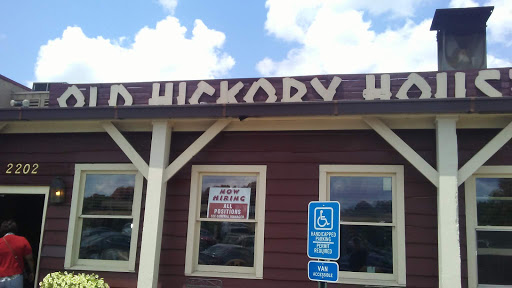 OLD HICKORY HOUSE
2202
NOW
HIRING
ALL
POSITIONS
HANDICAPPED
PARKING
PERMIT
REQUIRED
VAN
ACCESSIBLE